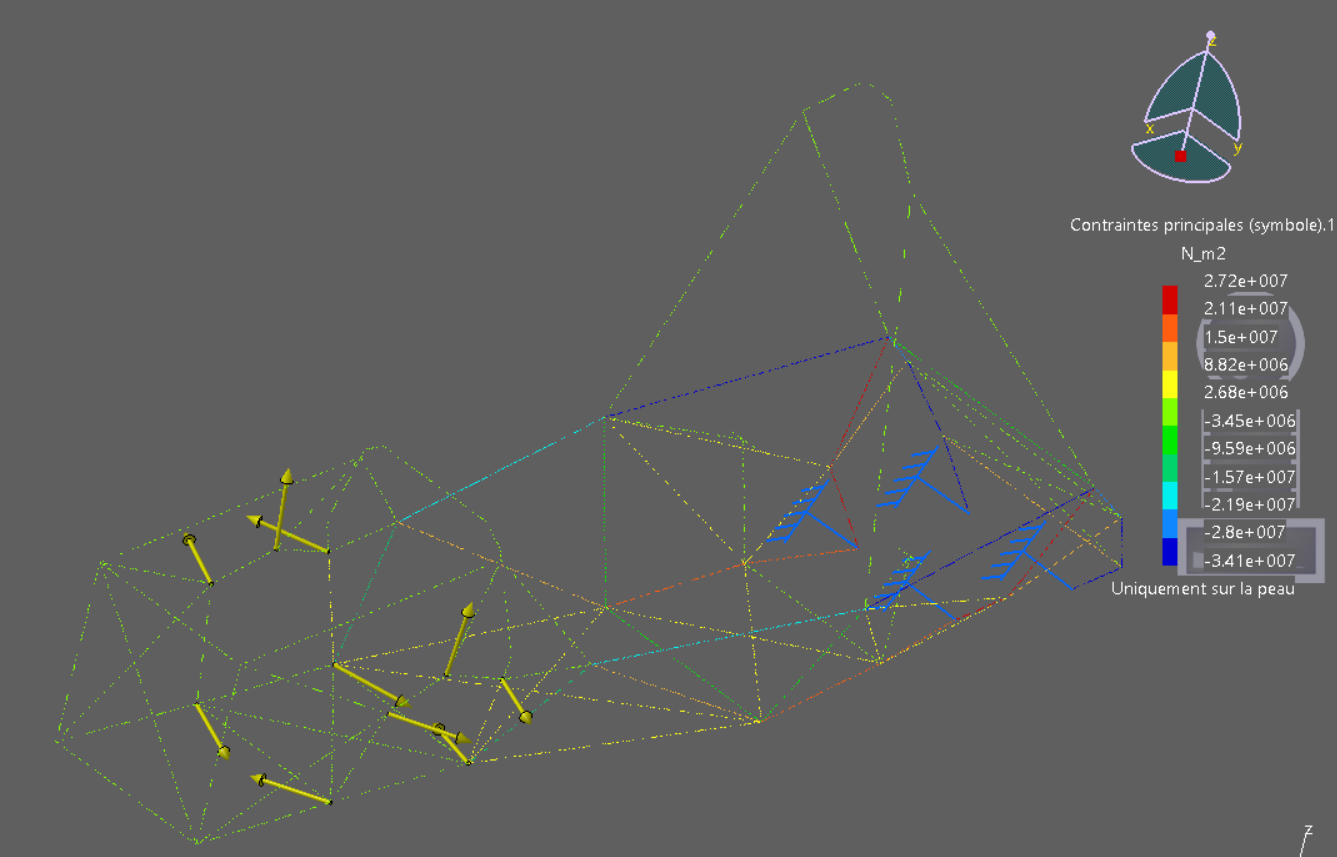 z
x
y
Contraintes principales (symbole).1
N_m2
2.72e+007
2.11e+007
1.5e+007
8.82e+006
2.68e+006
-3.45e+006
-9.59e+006
-1.57e+007
-2.19e+007
-2.8e+007
-3.41e+007
Uniquement sur la peau
z